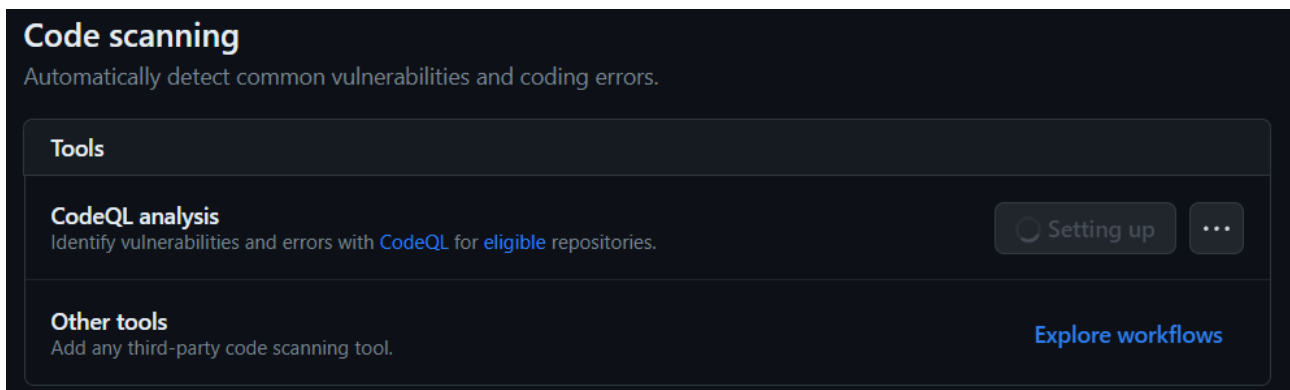 Code scanning
Automatically detect common vulnerabilities and coding errors.
Tools
CodeQL analysis
Identify vulnerabilities and errors with CodeQL for eligible repositories.
Setting up
...
Other tools
Add any third-party code scanning tool.
Explore workflows